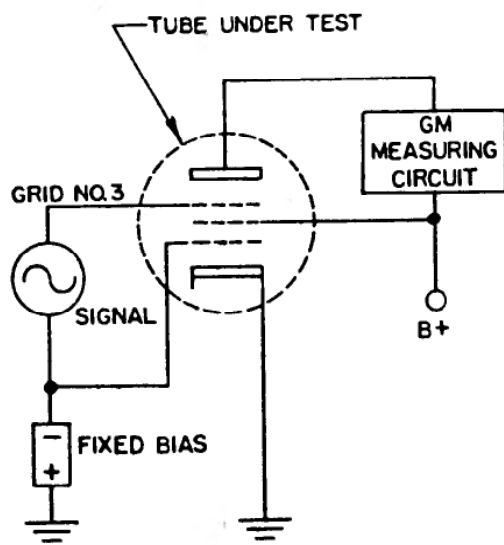 TUBE UNDER TEST
GM
MEASURING
CIRCUIT
GRID NO.3
SIGNAL
B+
−
+
FIXED BIAS